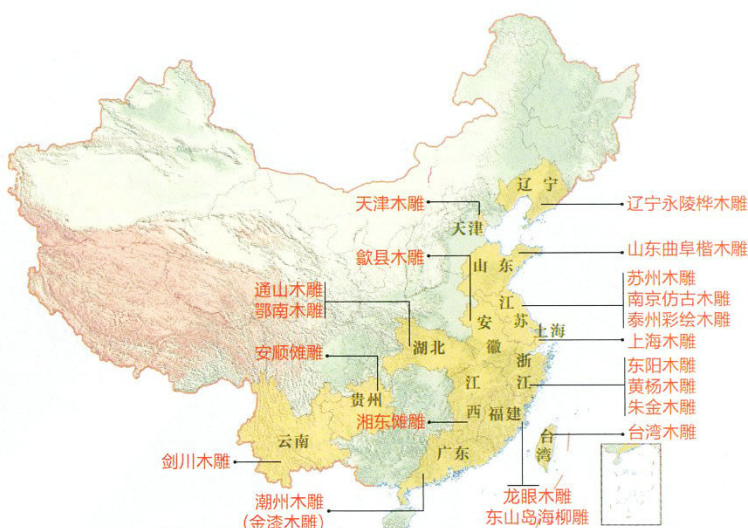 辽宁
天津木雕
辽宁永陵桦木雕
天津
歙县木雕
山东
山东曲阜楷木雕
通山木雕
鄂南木雕
苏州木雕
南京仿古木雕
泰州彩绘木雕
江苏
安徽
上海
上海木雕
安顺傩雕
湖北
浙江
东阳木雕
黄杨木雕
朱金木雕
贵州
江西
福建
湘东傩雕
台湾
台湾木雕
云南
广东
剑川木雕
潮州木雕
(金漆木雕)
龙眼木雕
东山岛海柳雕